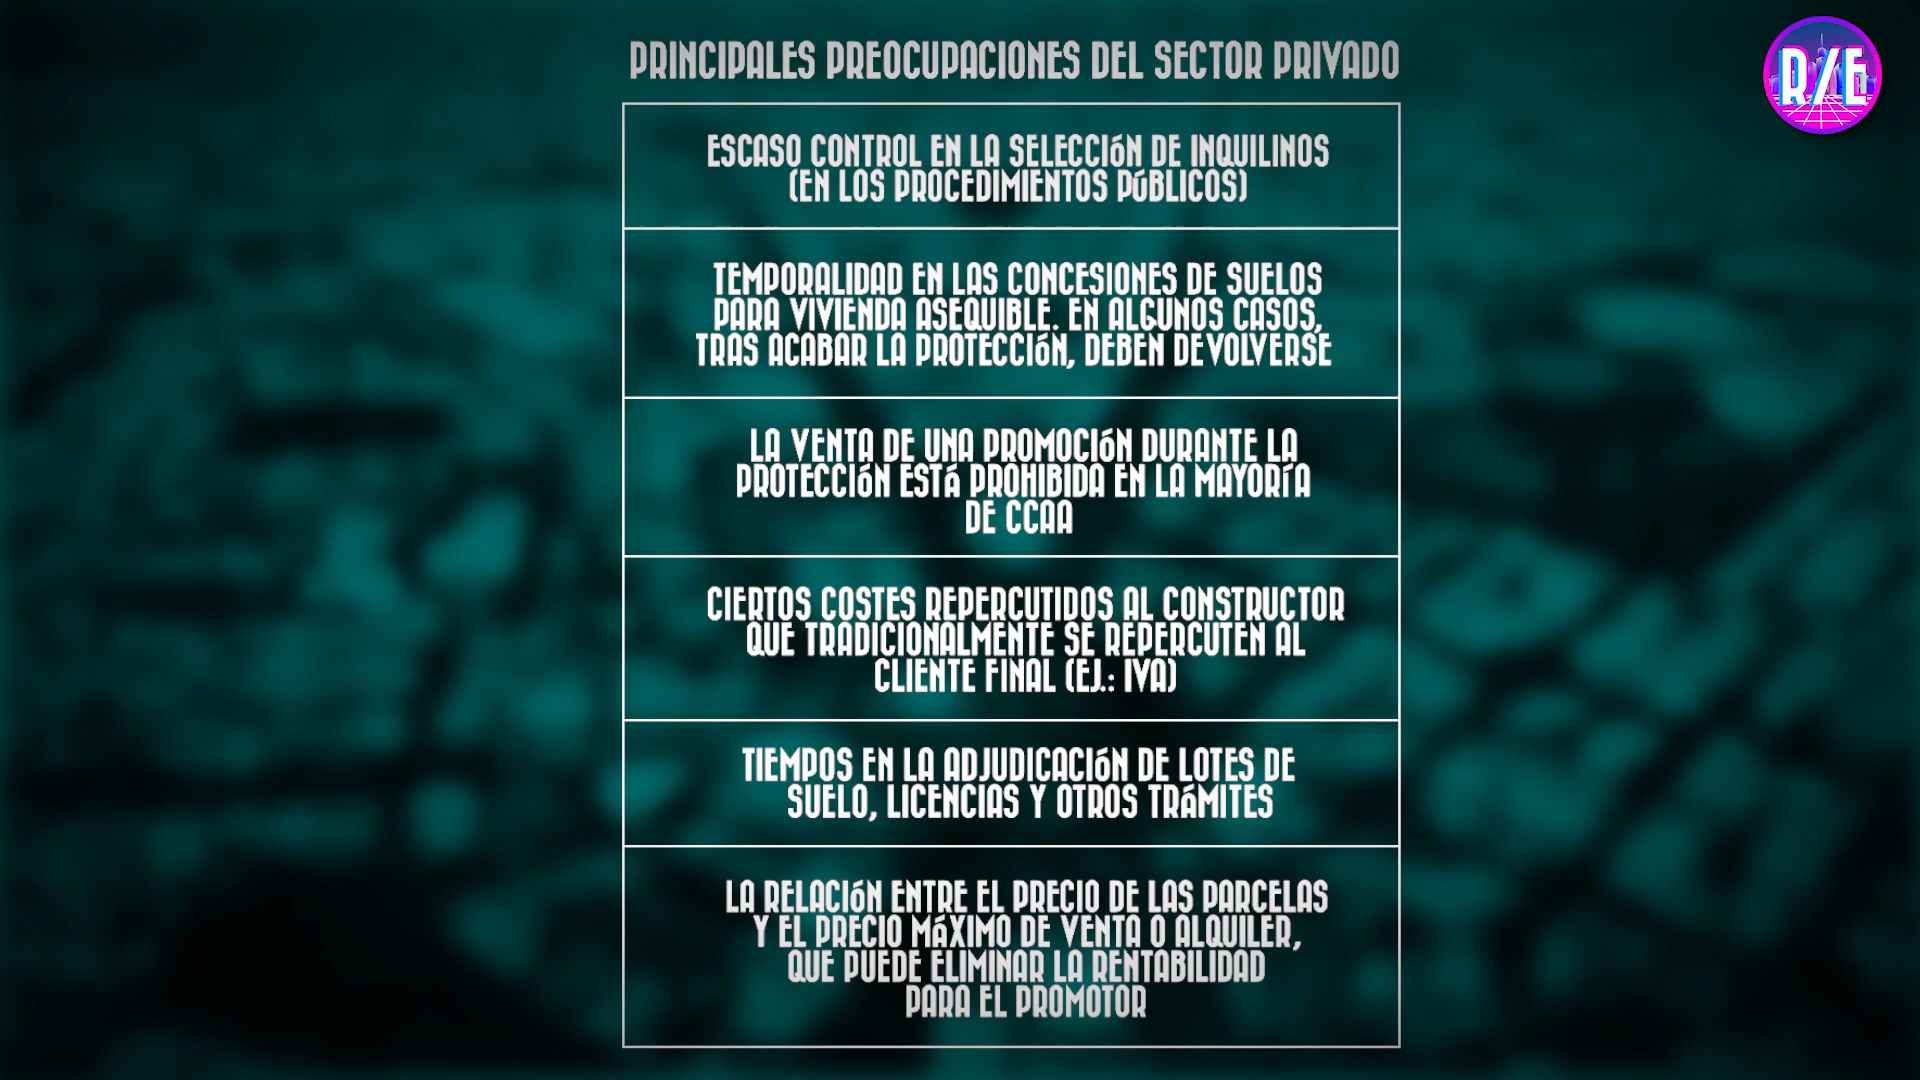 PRINCIPALES PREOCUPACIONES DEL SECTOR PRIVADO
R/E
ESCASO CONTROL EN LA SELECCIÓN DE INQUILINOS
(EN LOS PROCEDIMIENTOS PÚBLICOS)
TEMPORALIDAD EN LAS CONCESIONES DE SUELOS
PARA VIVIENDA ASEQUIBLE. EN ALGUNOS CASOS,
TRAS ACABAR LA PROTECCIÓN, DEBEN DEVOLVERSE
LA VENTA DE UNA PROMOCIÓN DURANTE LA
PROTECCIÓN ESTÁ PROHIBIDA EN LA MAYORÍA
DE CCAA
CIERTOS COSTES REPERCUTIDOS AL CONSTRUCTOR
QUE TRADICIONALMENTE SE REPERCUTEN AL
CLIENTE FINAL (EJ.: IVA)
TIEMPOS EN LA ADJUDICACIÓN DE LOTES DE
SUELO, LICENCIAS Y OTROS TRÁMITES
LA RELACIÓN ENTRE EL PRECIO DE LAS PARCELAS
Y EL PRECIO MÁXIMO DE VENTA O ALQUILER,
QUE PUEDE ELIMINAR LA RENTABILIDAD
PARA EL PROMOTOR